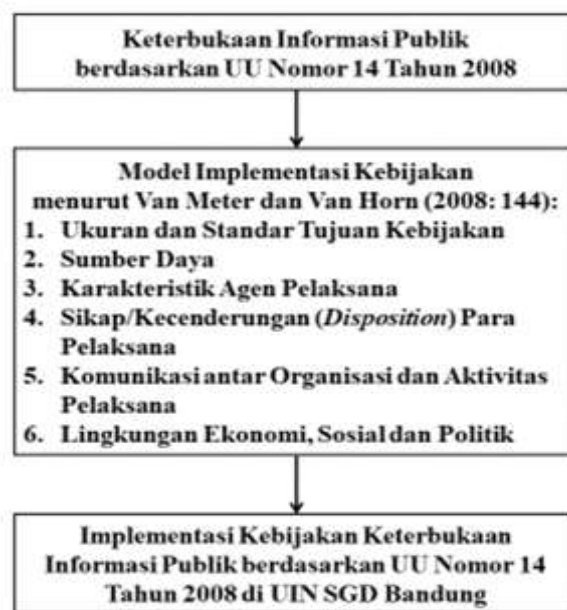 Keterbukaan Informasi Publik
berdasarkan UU Nomor 14 Tahun 2008
Model Implementasi Kebijakan
menurut Van Meter dan Van Horn (2008: 144):
1. Ukuran dan Standar Tujuan Kebijakan
2. Sumber Daya
3. Karakteristik Agen Pelaksana
4. Sikap/Kecenderungan (Disposition) Para
Pelaksana
5. Komunikasi antar Organisasi dan Aktivitas
Pelaksana
6. Lingkungan Ekonomi, Sosial dan Politik
Implementasi Kebijakan Keterbukaan
Informasi Publik berdasarkan UU Nomor 14
Tahun 2008 di UIN SGD Bandung